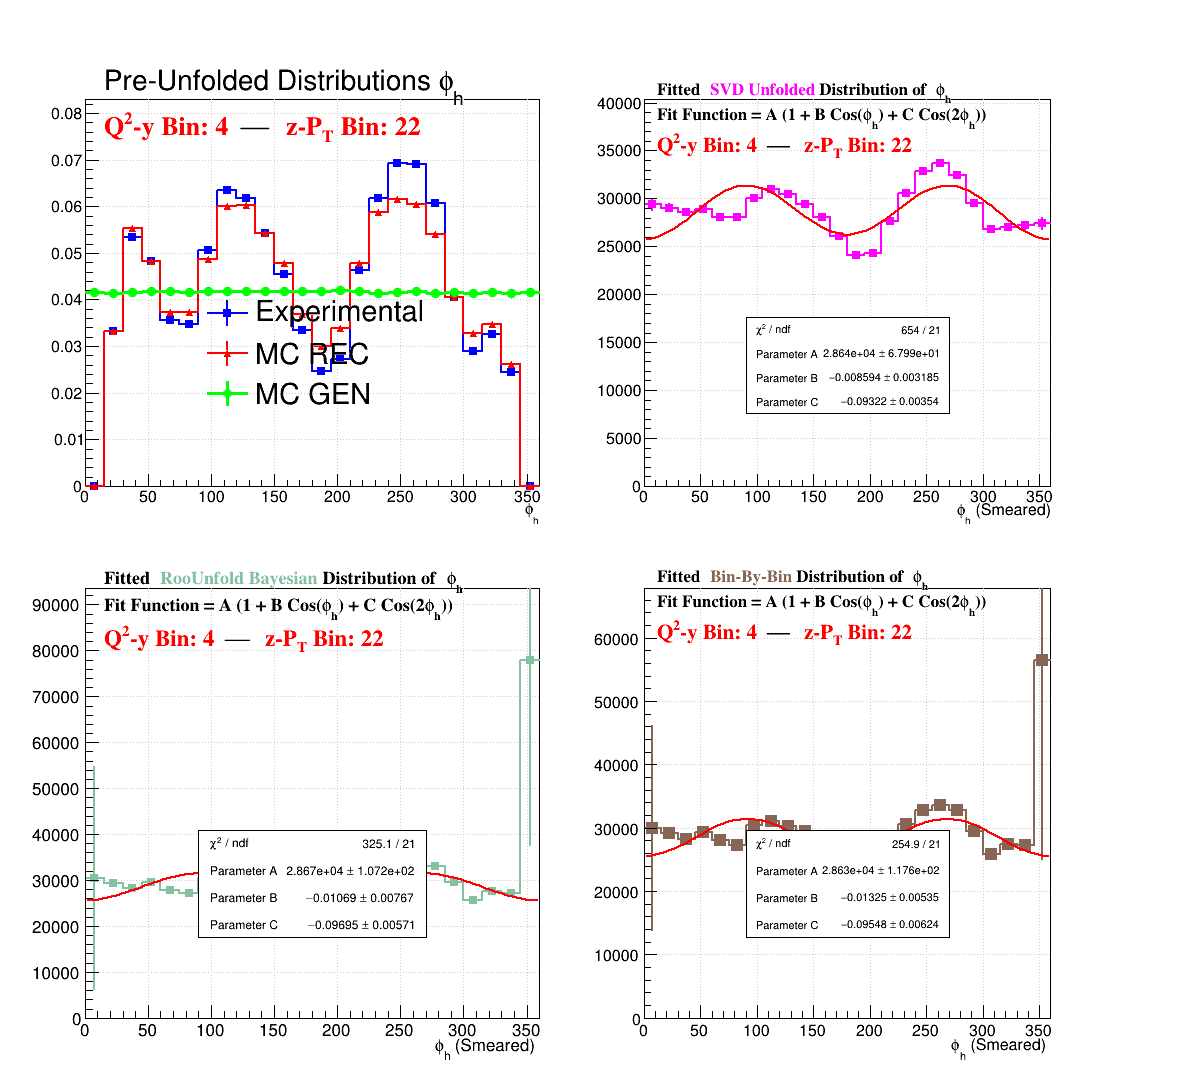 Pre-Unfolded Distributions ϕh
Q²-y Bin: 4 — z-PT Bin: 22
0.08
0.07
0.06
0.05
0.04
0.03
0.02
0.01
0
Experimental
MC REC
MC GEN
0 50 100 150 200 250 300 350
ϕh
Fitted SVD Unfolded Distribution of ϕh
Fit Function = A (1 + B Cos(ϕh) + C Cos(2ϕh))
Q²-y Bin: 4 — z-PT Bin: 22
40000
35000
30000
25000
20000
15000
10000
5000
0
χ² / ndf 654 / 21
Parameter A 2.864e+04 ± 6.799e+01
Parameter B −0.008594 ± 0.003185
Parameter C −0.09322 ± 0.00354
0 50 100 150 200 250 300 350
ϕh (Smeared)
Fitted RooUnfold Bayesian Distribution of ϕh
Fit Function = A (1 + B Cos(ϕh) + C Cos(2ϕh))
Q²-y Bin: 4 — z-PT Bin: 22
90000
80000
70000
60000
50000
40000
30000
20000
10000
0
χ² / ndf 325.1 / 21
Parameter A 2.867e+04 ± 1.072e+02
Parameter B −0.01069 ± 0.00767
Parameter C −0.09695 ± 0.00571
0 50 100 150 200 250 300 350
ϕh (Smeared)
Fitted Bin-By-Bin Distribution of ϕh
Fit Function = A (1 + B Cos(ϕh) + C Cos(2ϕh))
Q²-y Bin: 4 — z-PT Bin: 22
60000
50000
40000
30000
20000
10000
0
χ² / ndf 254.9 / 21
Parameter A 2.863e+04 ± 1.176e+02
Parameter B −0.01325 ± 0.00535
Parameter C −0.09548 ± 0.00624
0 50 100 150 200 250 300 350
ϕh (Smeared)